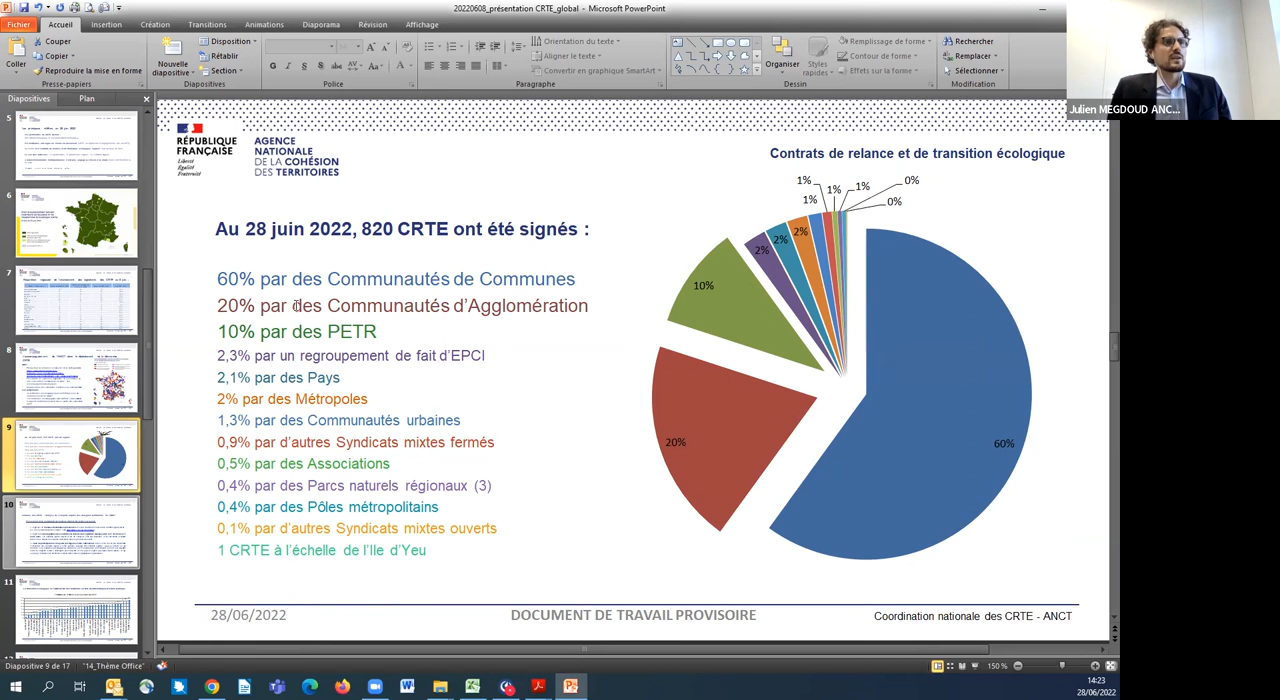 20220608_présentation CRTE_global - Microsoft PowerPoint
Fichier Accueil Insertion Création Transitions Animations Diaporama Révision Affichage
Coller
Couper
Copier
Reproduire la mise en forme
Presse-papiers
Nouvelle diapositive
Disposition
Rétablir
Section
Diapositives
G I S S abc AV Aa A
Police
Orientation du texte
Aligner le texte
Convertir en graphique SmartArt
Paragraphe
Organiser
Styles rapides
Remplissage de forme
Contour de forme
Effets sur la forme
Dessin
Rechercher
Remplacer
Sélectionner
Modification
Julien MEGDOUD ANC...
Diapositives Plan
5
6
7
8
9
10
11
RÉPUBLIQUE
FRANÇAISE
Liberté
Égalité
Fraternité
AGENCE
NATIONALE
DE LA COHÉSION
DES TERRITOIRES
Contrats de relance et de transition écologique
Au 28 juin 2022, 820 CRTE ont été signés :
60% par des Communautés de Communes
20% par des Communautés d'Agglomération
10% par des PETR
2,3% par un regroupement de fait d'EPCI
2,1% par des Pays
2% par des Métropoles
1,3% par des Communautés urbaines
0,9% par d'autres Syndicats mixtes fermés
0,5% par des Associations
0,4% par des Parcs naturels régionaux (3)
0,4% par des Pôles métropolitains
0,1% par d'autres Syndicats mixtes ouverts
1 CRTE à l'échelle de l'Ile d'Yeu
60%
20%
10%
2%
2%
2%
1%
1%
1%
1%
0%
0%
28/06/2022
DOCUMENT DE TRAVAIL PROVISOIRE
Coordination nationale des CRTE - ANCT
Diapositive 9 de 17 "14_Thème Office"
150 %
14:23
28/06/2022